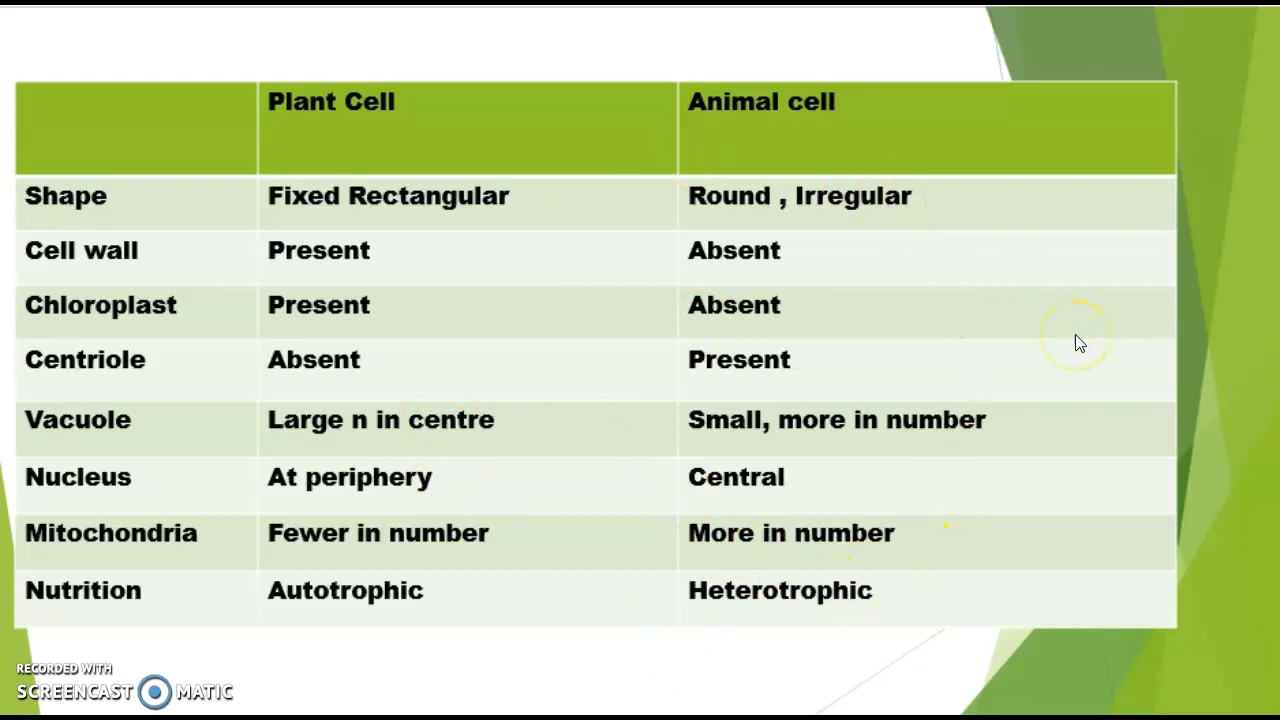 Plant Cell Animal cell
Shape Fixed Rectangular Round , Irregular
Cell wall Present Absent
Chloroplast Present Absent
Centriole Absent Present
Vacuole Large n in centre Small, more in number
Nucleus At periphery Central
Mitochondria Fewer in number More in number
Nutrition Autotrophic Heterotrophic
RECORDED WITH
SCREENCAST MATIC